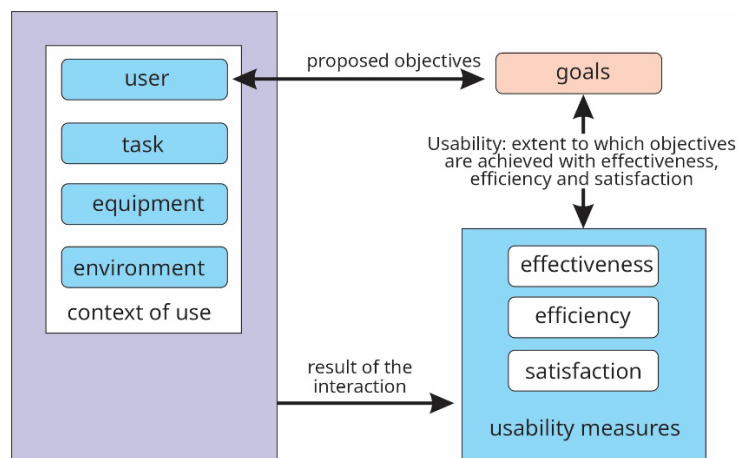 user
task
equipment
environment
context of use
proposed objectives
goals
Usability: extent to which objectives
are achieved with effectiveness,
efficiency and satisfaction
result of the
interaction
effectiveness
efficiency
satisfaction
usability measures